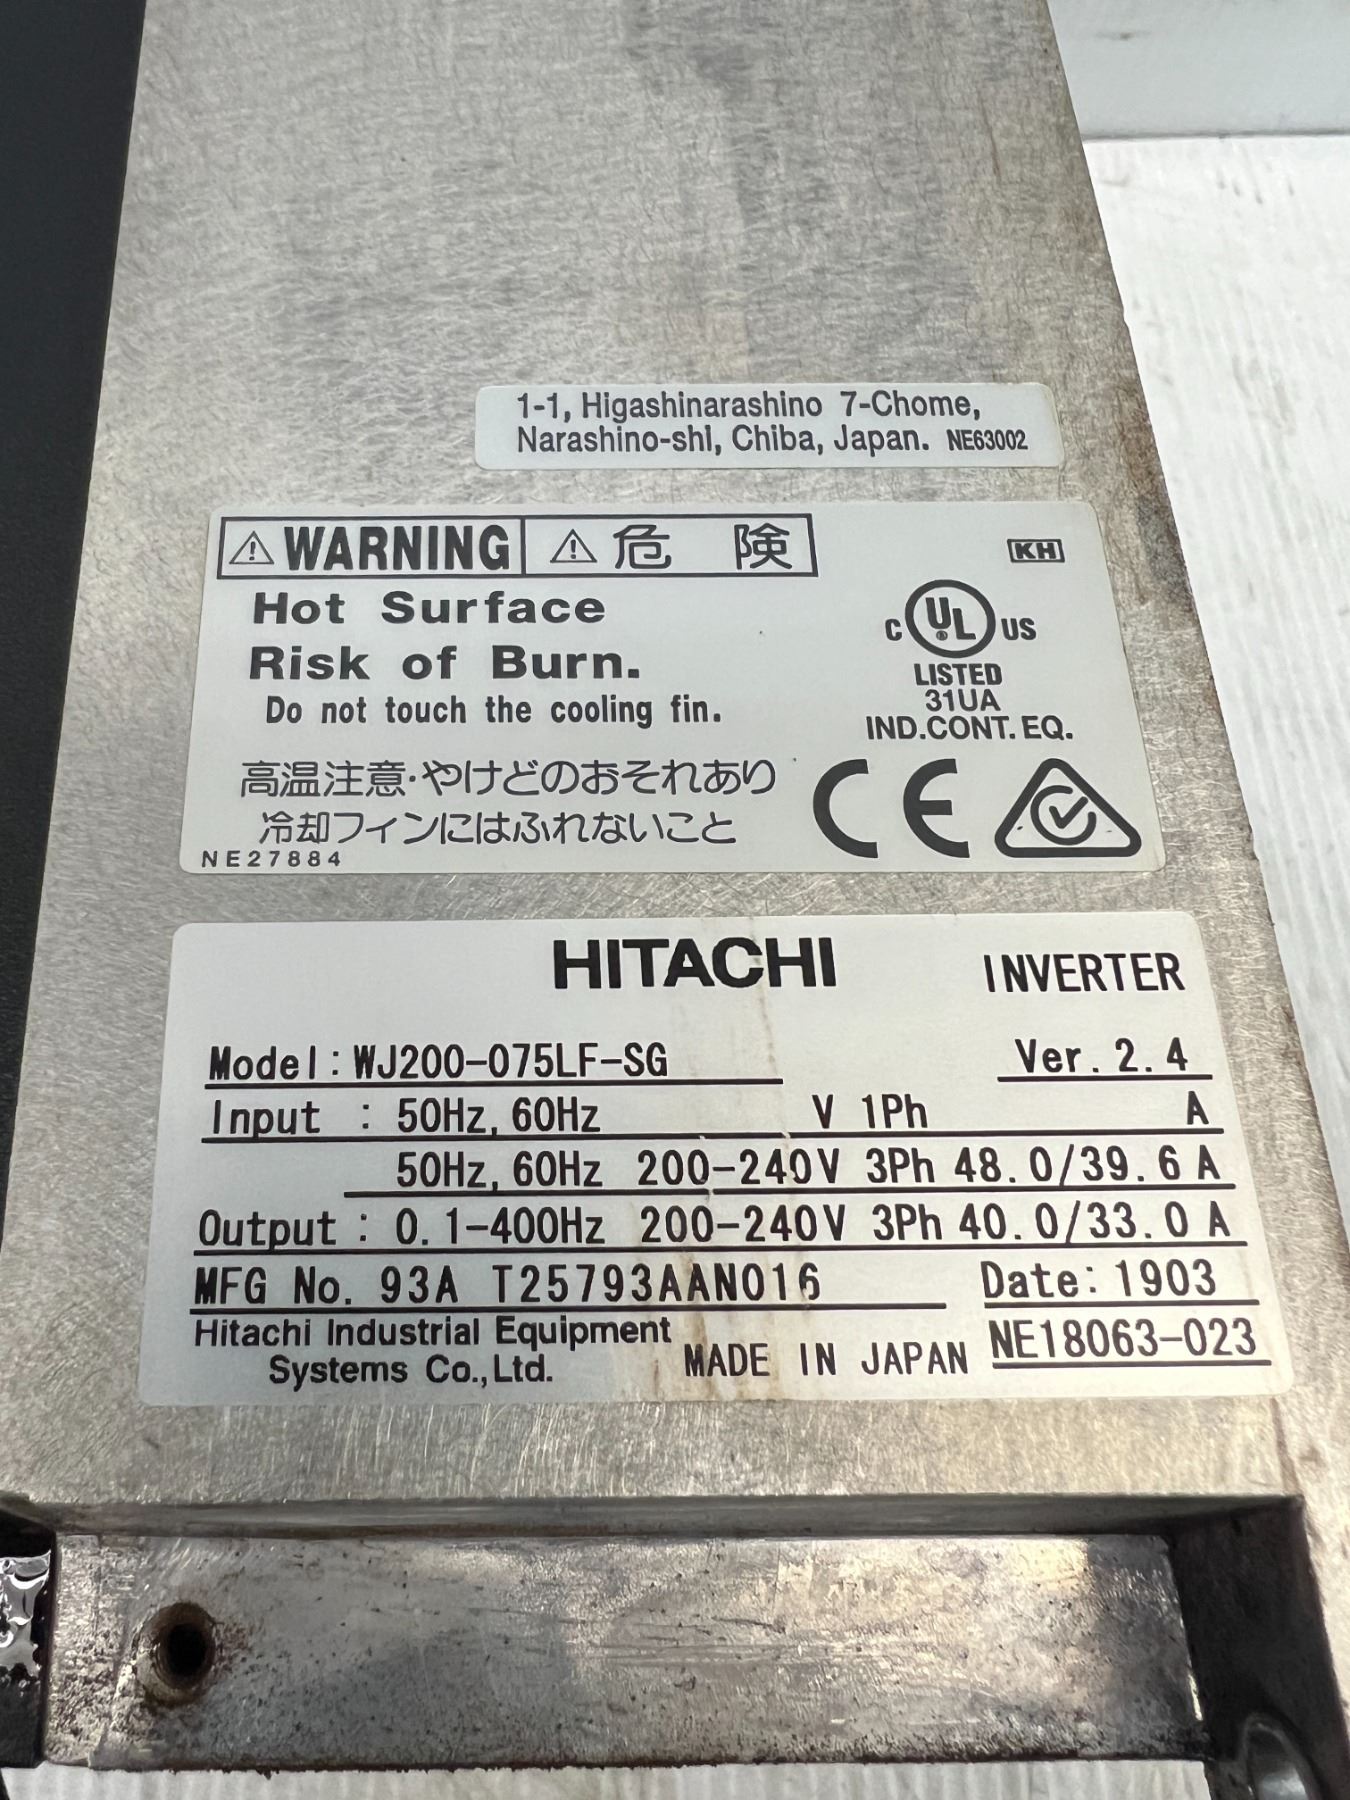 1-1, Higashinarashino 7-Chome,
Narashino-shi, Chiba, Japan. NE63002
WARNING 危 険
KH
Hot Surface
Risk of Burn.
Do not touch the cooling fin.
C UL US
LISTED
31UA
IND.CONT. EQ.
高温注意・やけどのおそれあり
冷却フィンにはふれないこと
NE27884
CE
HITACHI INVERTER
Model: WJ200-075LF-SG Ver. 2.4
Input : 50Hz, 60Hz V 1Ph A
50Hz, 60Hz 200-240V 3Ph 48.0/39.6 A
Output: 0.1-400Hz 200-240V 3Ph 40.0/33.0 A
MFG No. 93A T25793AAN016 Date: 1903
Hitachi Industrial Equipment
Systems Co.,Ltd. MADE IN JAPAN NE18063-023